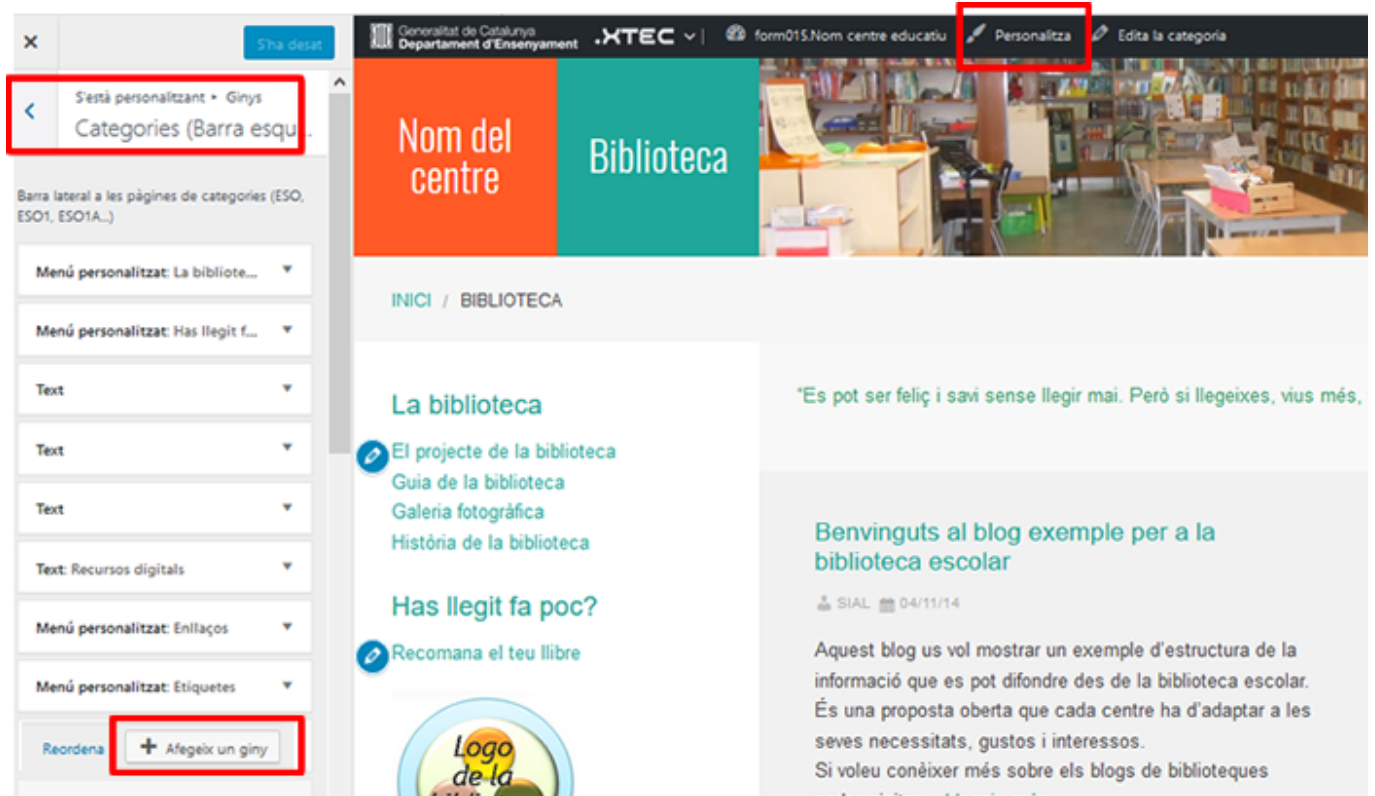 S'ha desat
S'està personalitzant ▸ Ginys
Categories (Barra esqu...
Barra lateral a les pàgines de categories (ESO,
ESO1, ESO1A...)
Menú personalitzat: La bibliote...
Menú personalitzat: Has llegit f...
Text
Text
Text
Text: Recursos digitals
Menú personalitzat: Enllaços
Menú personalitzat: Etiquetes
Reordena
Afegeix un giny
Generalitat de Catalunya
Departament d'Ensenyament
.XTEC
form015.Nom centre educatiu
Personalitza
Edita la categoria
Nom del
centre
Biblioteca
INICI / BIBLIOTECA
La biblioteca
El projecte de la biblioteca
Guia de la biblioteca
Galeria fotogràfica
Història de la biblioteca
Has llegit fa poc?
Recomana el teu llibre
Logo
de la
"Es pot ser feliç i savi sense llegir mai. Però si llegeixes, vius més,
Benvinguts al blog exemple per a la
biblioteca escolar
SIAL 04/11/14
Aquest blog us vol mostrar un exemple d'estructura de la
informació que es pot difondre des de la biblioteca escolar.
És una proposta oberta que cada centre ha d'adaptar a les
seves necessitats, gustos i interessos.
Si voleu conèixer més sobre els blogs de biblioteques